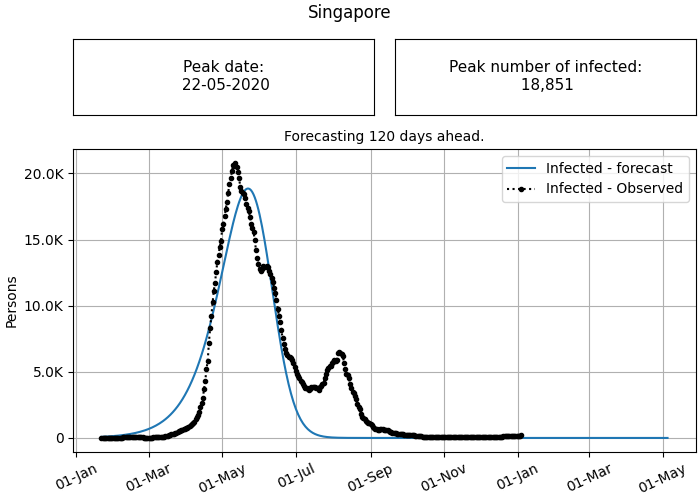 Singapore
Peak date:
22-05-2020
Peak number of infected:
18,851
Forecasting 120 days ahead.
Infected - forecast
Infected - Observed
Persons
20.0K
15.0K
10.0K
5.0K
0
01-Jan
01-Mar
01-May
01-Jul
01-Sep
01-Nov
01-Jan
01-Mar
01-May